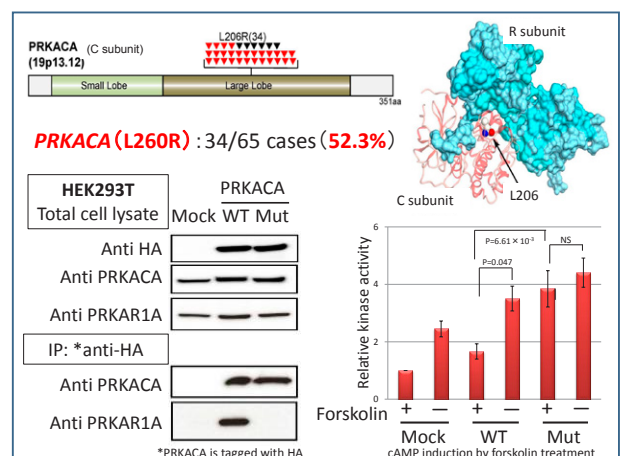 PRKACA (C subunit)
(19p13.12)
L206R(34)
Small Lobe
Large Lobe
351aa
PRKACA (L260R) : 34/65 cases (52.3%)
R subunit
L206
C subunit
HEK293T
Total cell lysate
PRKACA
Mock WT Mut
Anti HA
Anti PRKACA
Anti PRKAR1A
IP: *anti-HA
Anti PRKACA
Anti PRKAR1A
*PRKACA is tagged with HA
Relative kinase activity
6
4
2
0
P=6.61 × 10⁻³
P=0.047
NS
Forskolin + − + − + −
Mock WT Mut
cAMP induction by forskolin treatment